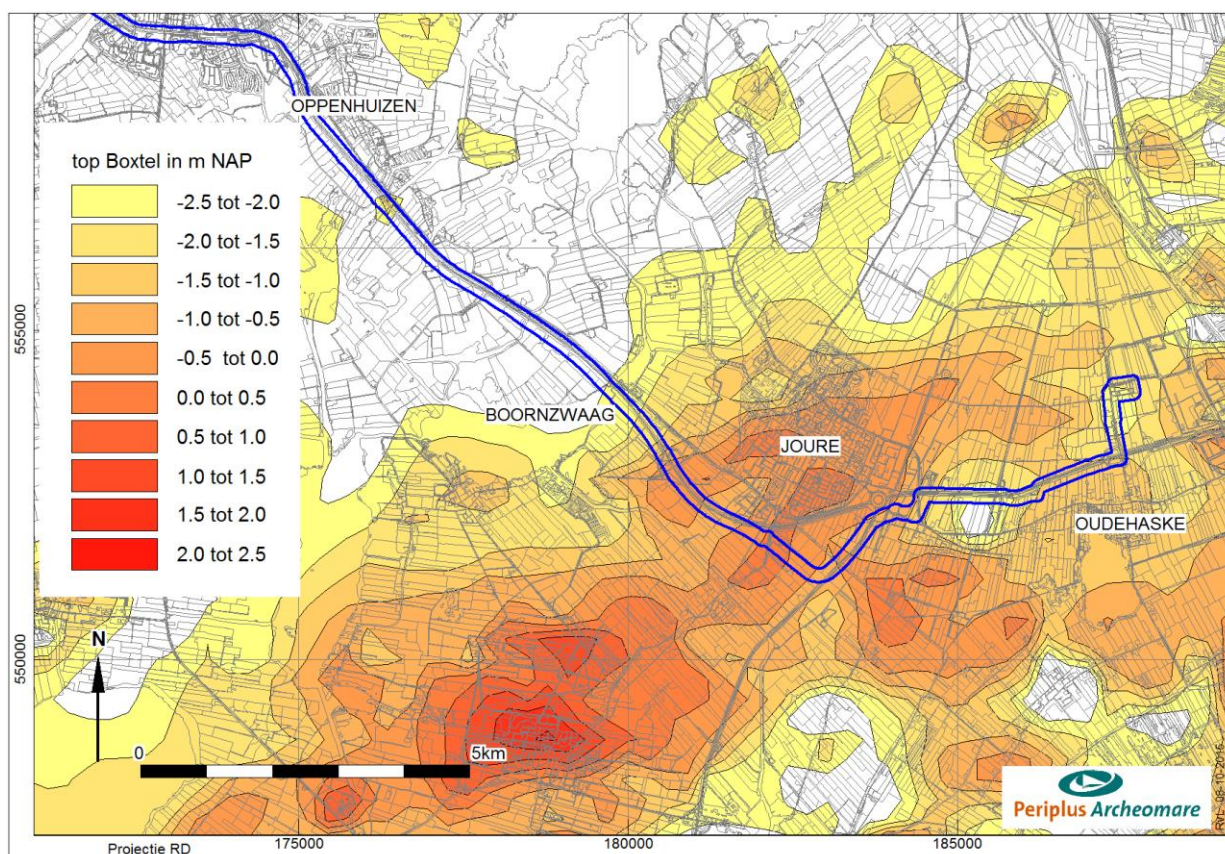 OPPENHUIZEN
top Boxtel in m NAP
-2.5 tot -2.0
-2.0 tot -1.5
-1.5 tot -1.0
-1.0 tot -0.5
-0.5 tot 0.0
0.0 tot 0.5
0.5 tot 1.0
1.0 tot 1.5
1.5 tot 2.0
2.0 tot 2.5
555000
BOORNZWAAG
JOURE
OUDEHASKE
550000
N
0
5km
Periplus Archeomare
175000
180000
185000
Projectie RD